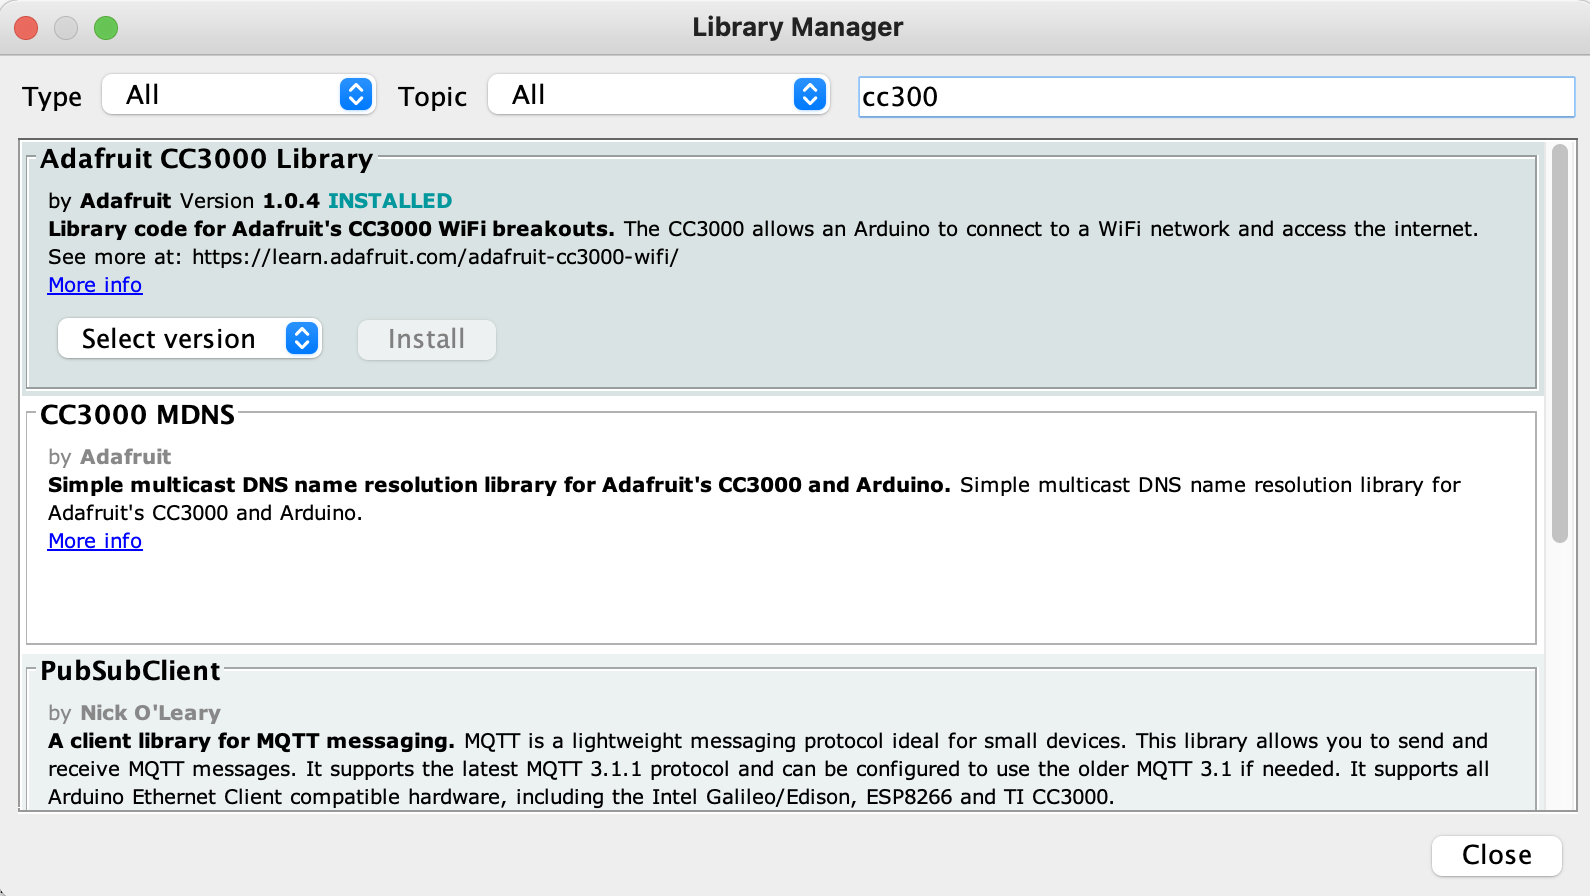 Library Manager
Type All Topic All cc300
Adafruit CC3000 Library
by Adafruit Version 1.0.4 INSTALLED
Library code for Adafruit's CC3000 WiFi breakouts. The CC3000 allows an Arduino to connect to a WiFi network and access the internet.
See more at: https://learn.adafruit.com/adafruit-cc3000-wifi/
More info
Select version Install
CC3000 MDNS
by Adafruit
Simple multicast DNS name resolution library for Adafruit's CC3000 and Arduino. Simple multicast DNS name resolution library for
Adafruit's CC3000 and Arduino.
More info
PubSubClient
by Nick O'Leary
A client library for MQTT messaging. MQTT is a lightweight messaging protocol ideal for small devices. This library allows you to send and
receive MQTT messages. It supports the latest MQTT 3.1.1 protocol and can be configured to use the older MQTT 3.1 if needed. It supports all
Arduino Ethernet Client compatible hardware, including the Intel Galileo/Edison, ESP8266 and TI CC3000.
Close